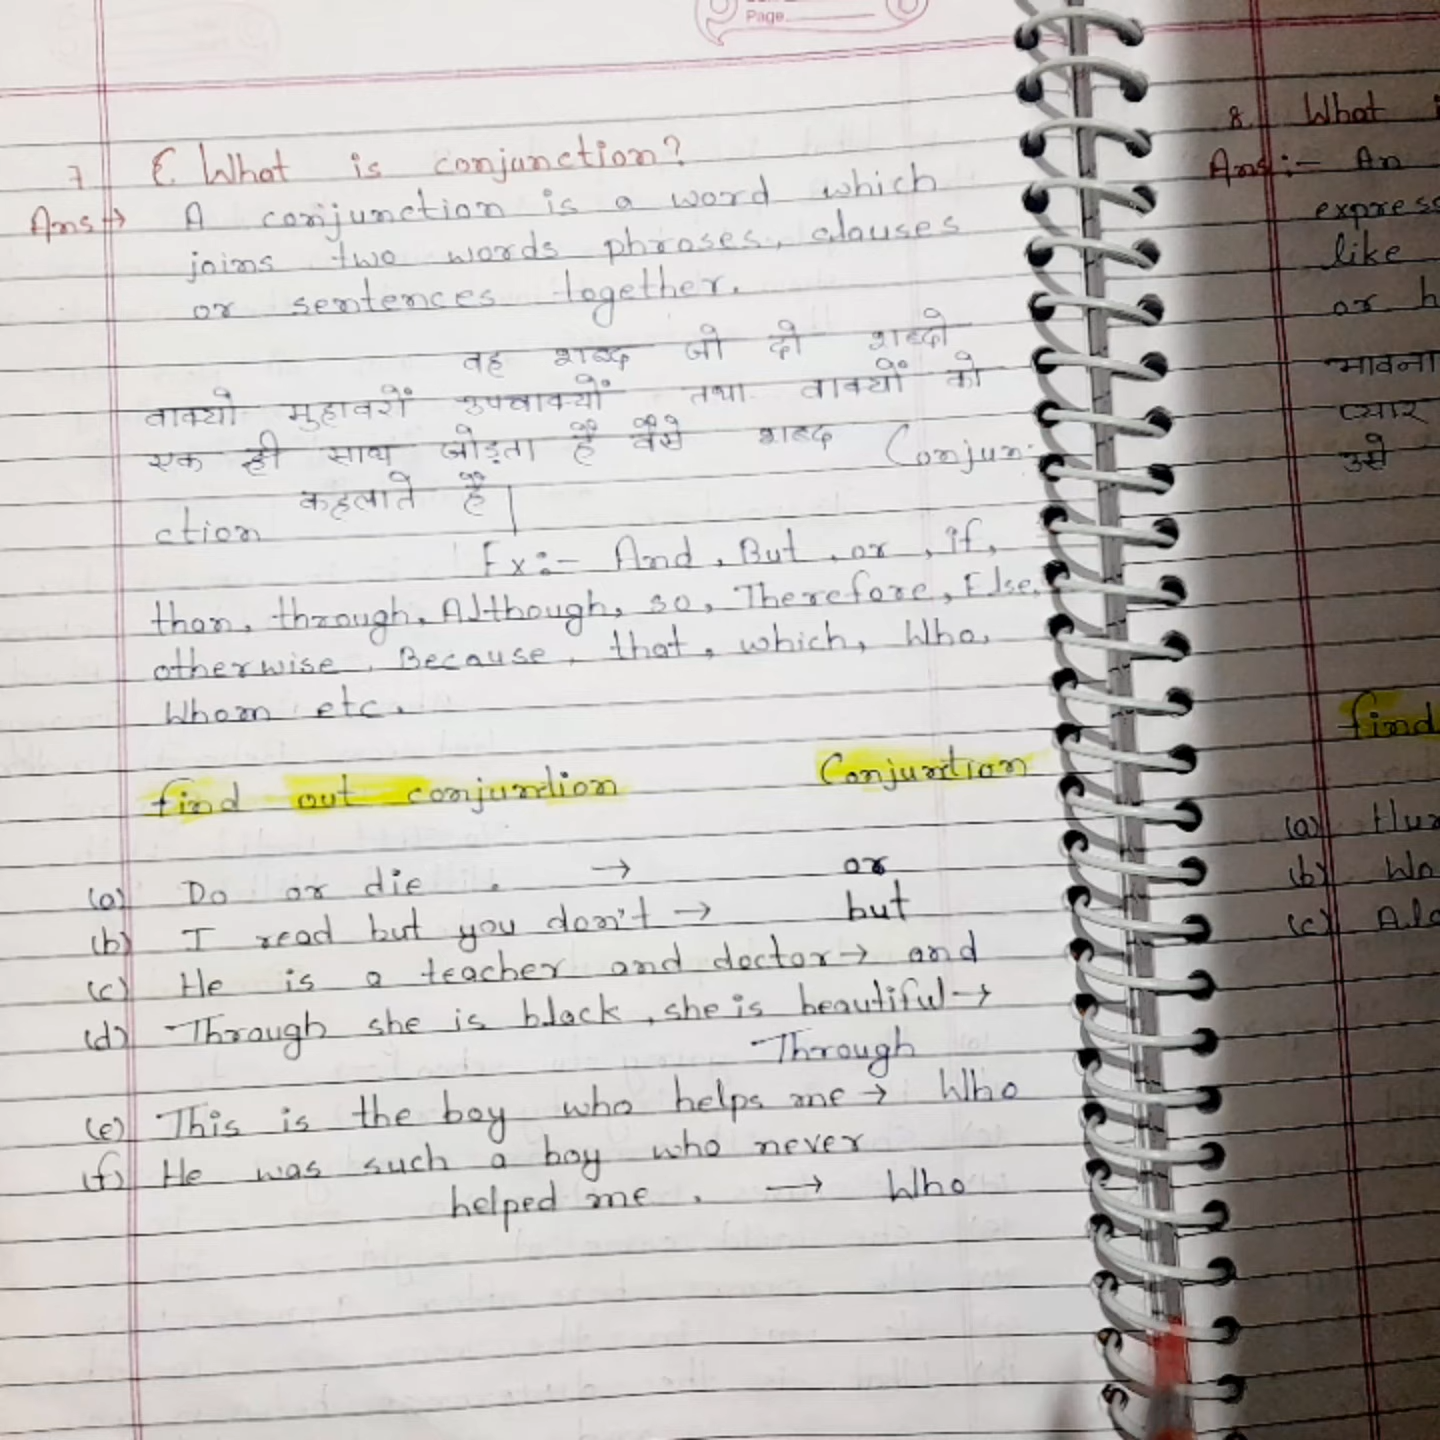 Page
7 What is conjunction?
Ans → A conjunction is a word which
joins two words phrases, clauses
or sentences together.
वह शब्द जो दो शब्दो
वाक्यो मुहावरों उपवाक्यों तथा वाक्यों को
एक ही साथ जोड़ता हैं वैसे शब्द Conjun-
ction कहलाते हैं|
Ex:- And, But, or, if,
than, through, Although, so, Therefore, Else,
otherwise, Because, that, which, Who,
Whom etc.
find out conjunction Conjunction
(a) Do or die . → or
(b) I read but you don't → but
(c) He is a teacher and doctor → and
(d) Through she is black, she is beautiful →
Through
(e) This is the boy who helps me → Who
(f) He was such a boy who never
helped me . → Who
8. What
Ans:- An
express
like
or h
भावना
प्यार
उसे
find
(a) Hur
(b) Wo
(c) Ala